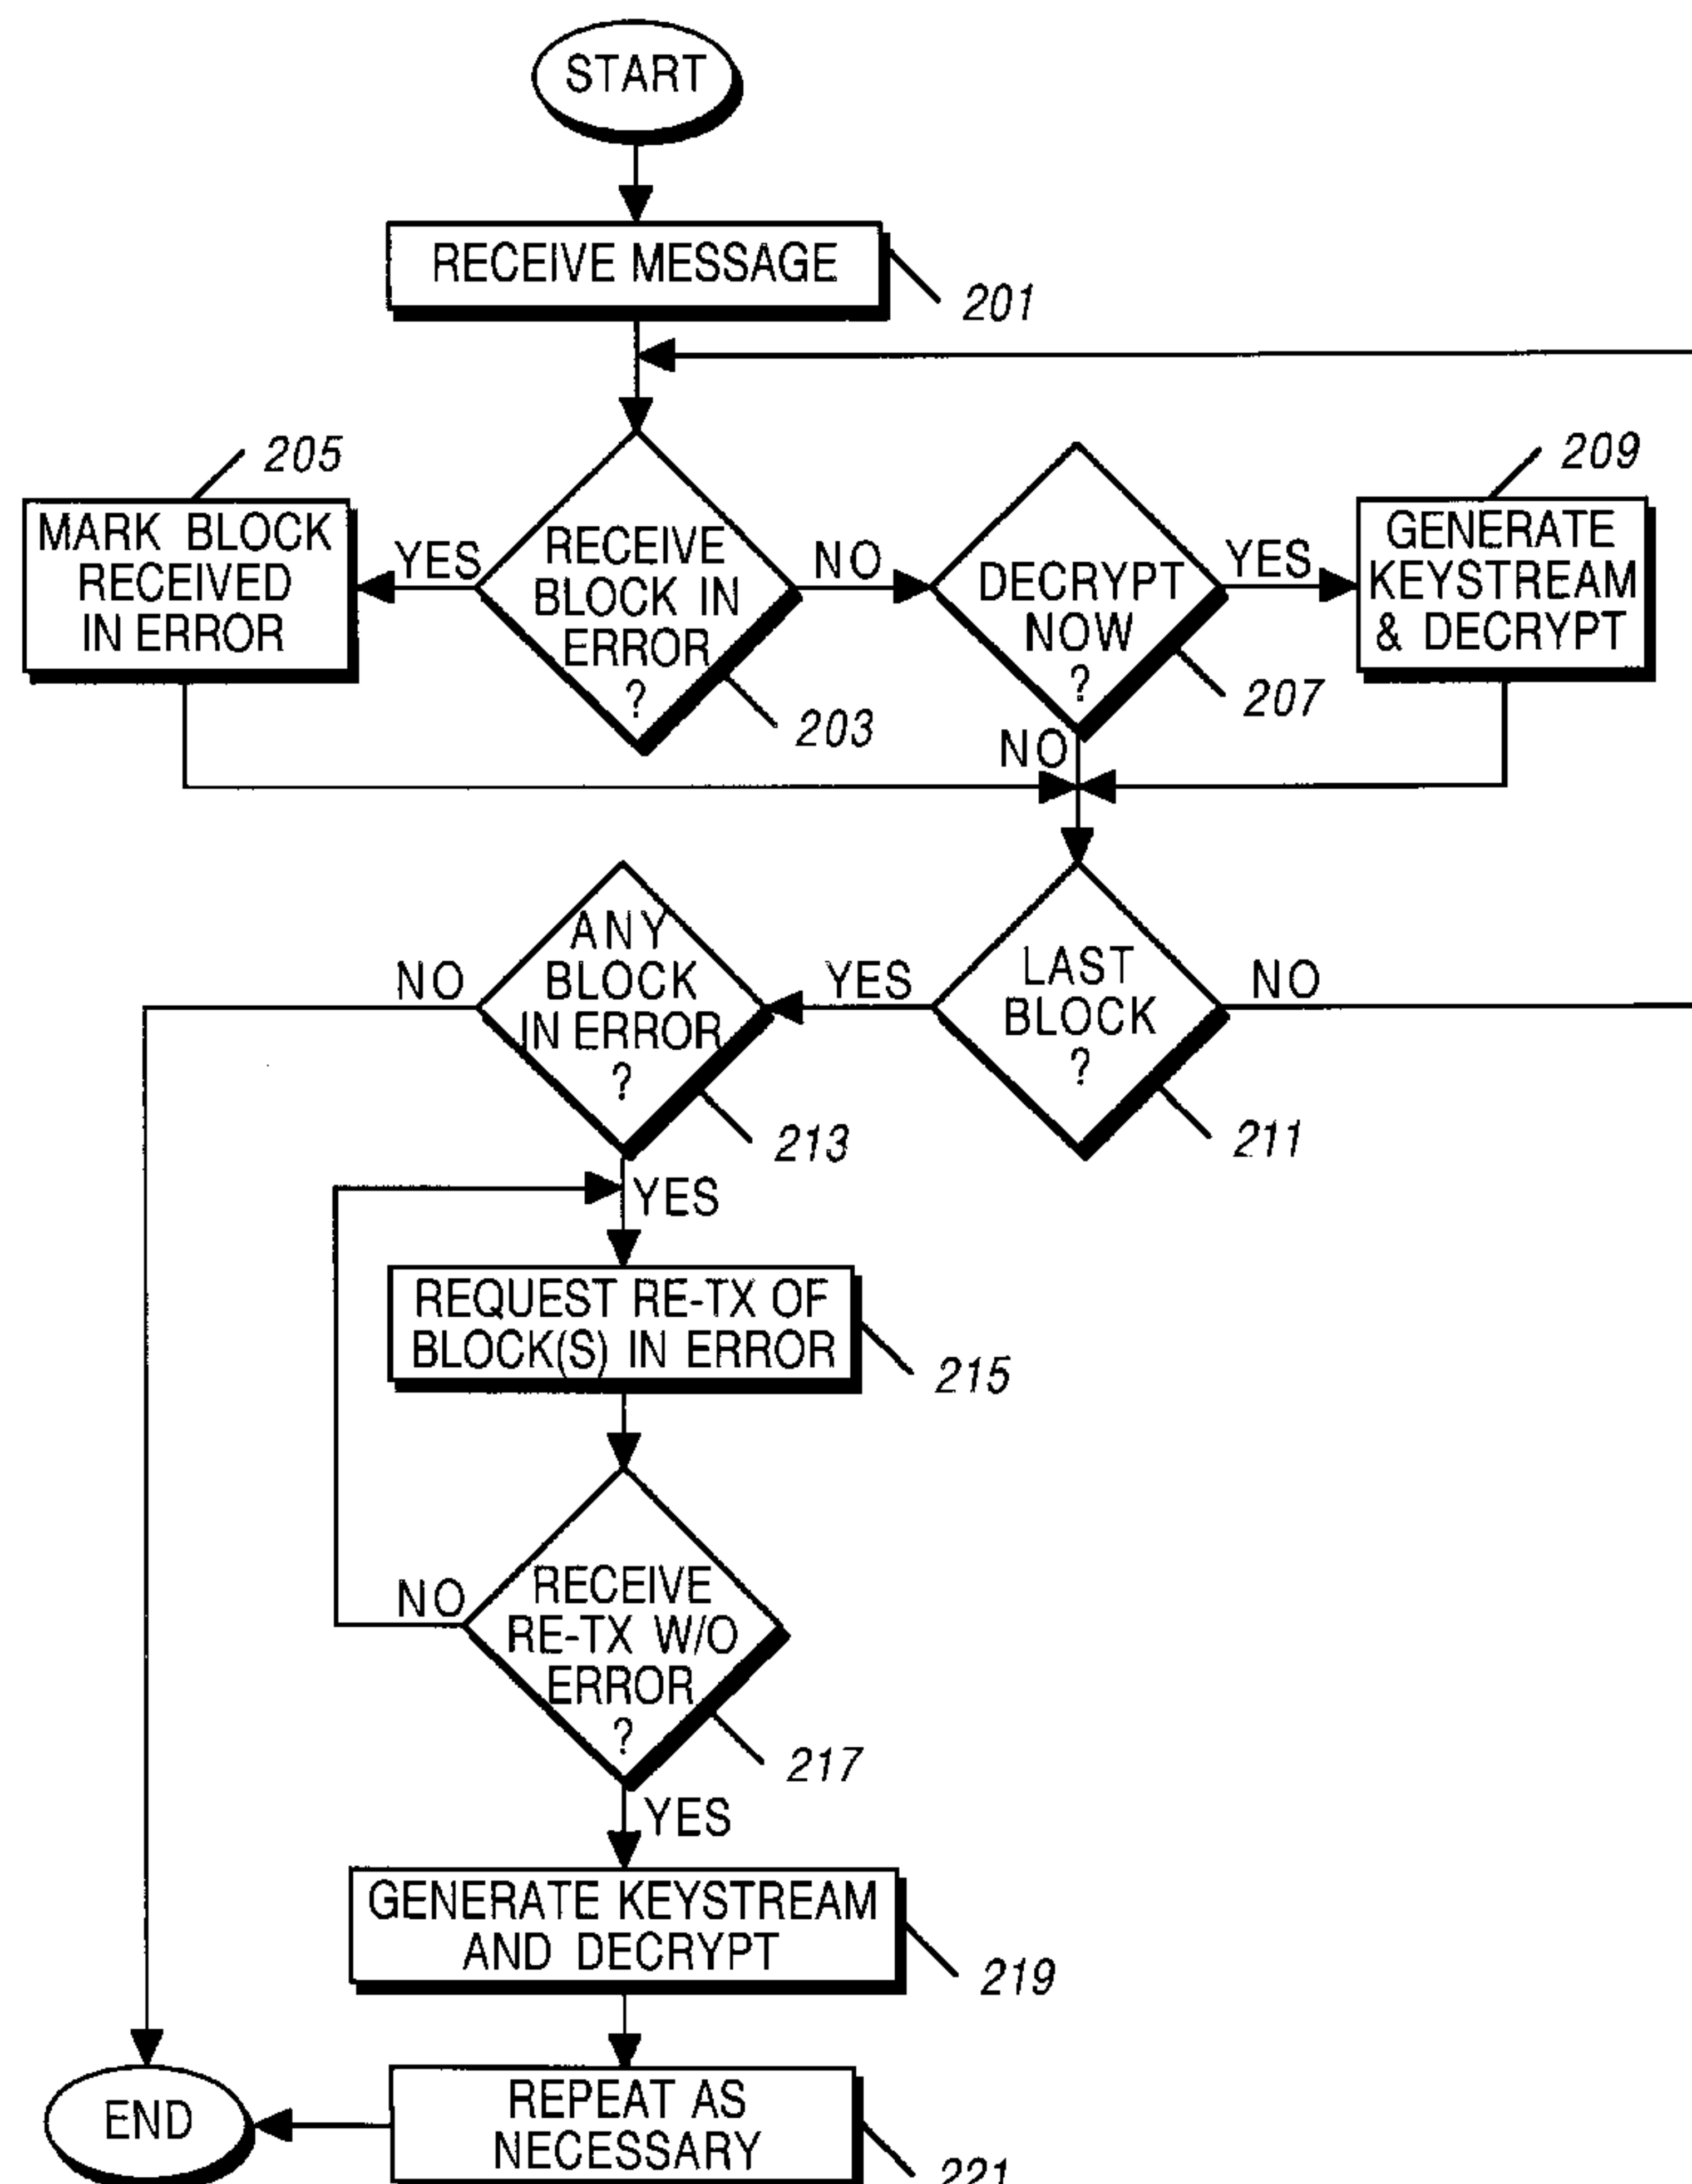 START
RECEIVE MESSAGE
201
205
MARK BLOCK
RECEIVED
IN ERROR
YES
RECEIVE
BLOCK IN
ERROR
?
203
NO
DECRYPT
NOW
?
207
YES
209
GENERATE
KEYSTREAM
& DECRYPT
NO
LAST
BLOCK
?
211
NO
YES
ANY
BLOCK
IN ERROR
?
213
NO
YES
REQUEST RE-TX OF
BLOCK(S) IN ERROR
215
RECEIVE
RE-TX W/O
ERROR
?
217
NO
YES
GENERATE KEYSTREAM
AND DECRYPT
219
REPEAT AS
NECESSARY
221
END